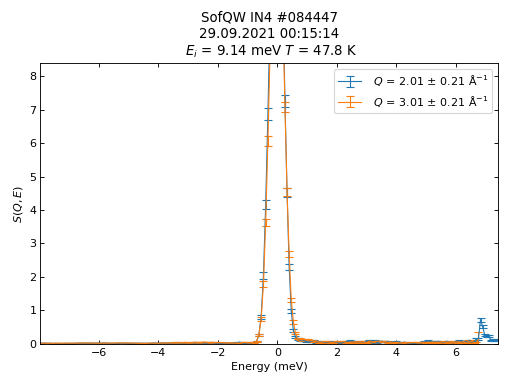 SofQW IN4 #084447
29.09.2021 00:15:14
E_i = 9.14 meV T = 47.8 K
Q = 2.01 ± 0.21 Å⁻¹
Q = 3.01 ± 0.21 Å⁻¹
S(Q, E)
8
7
6
5
4
3
2
1
0
−6 −4 −2 0 2 4 6
Energy (meV)